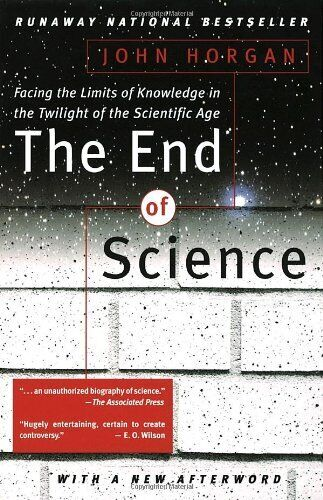 RUNAWAY NATIONAL BESTSELLER
JOHN HORGAN
Facing the Limits of Knowledge in
the Twilight of the Scientific Age
The End
of
Science
“. . . an unauthorized biography of science.”
—The Associated Press
“Hugely entertaining, certain to create
controversy.” — E. O. Wilson
WITH A NEW AFTERWORD